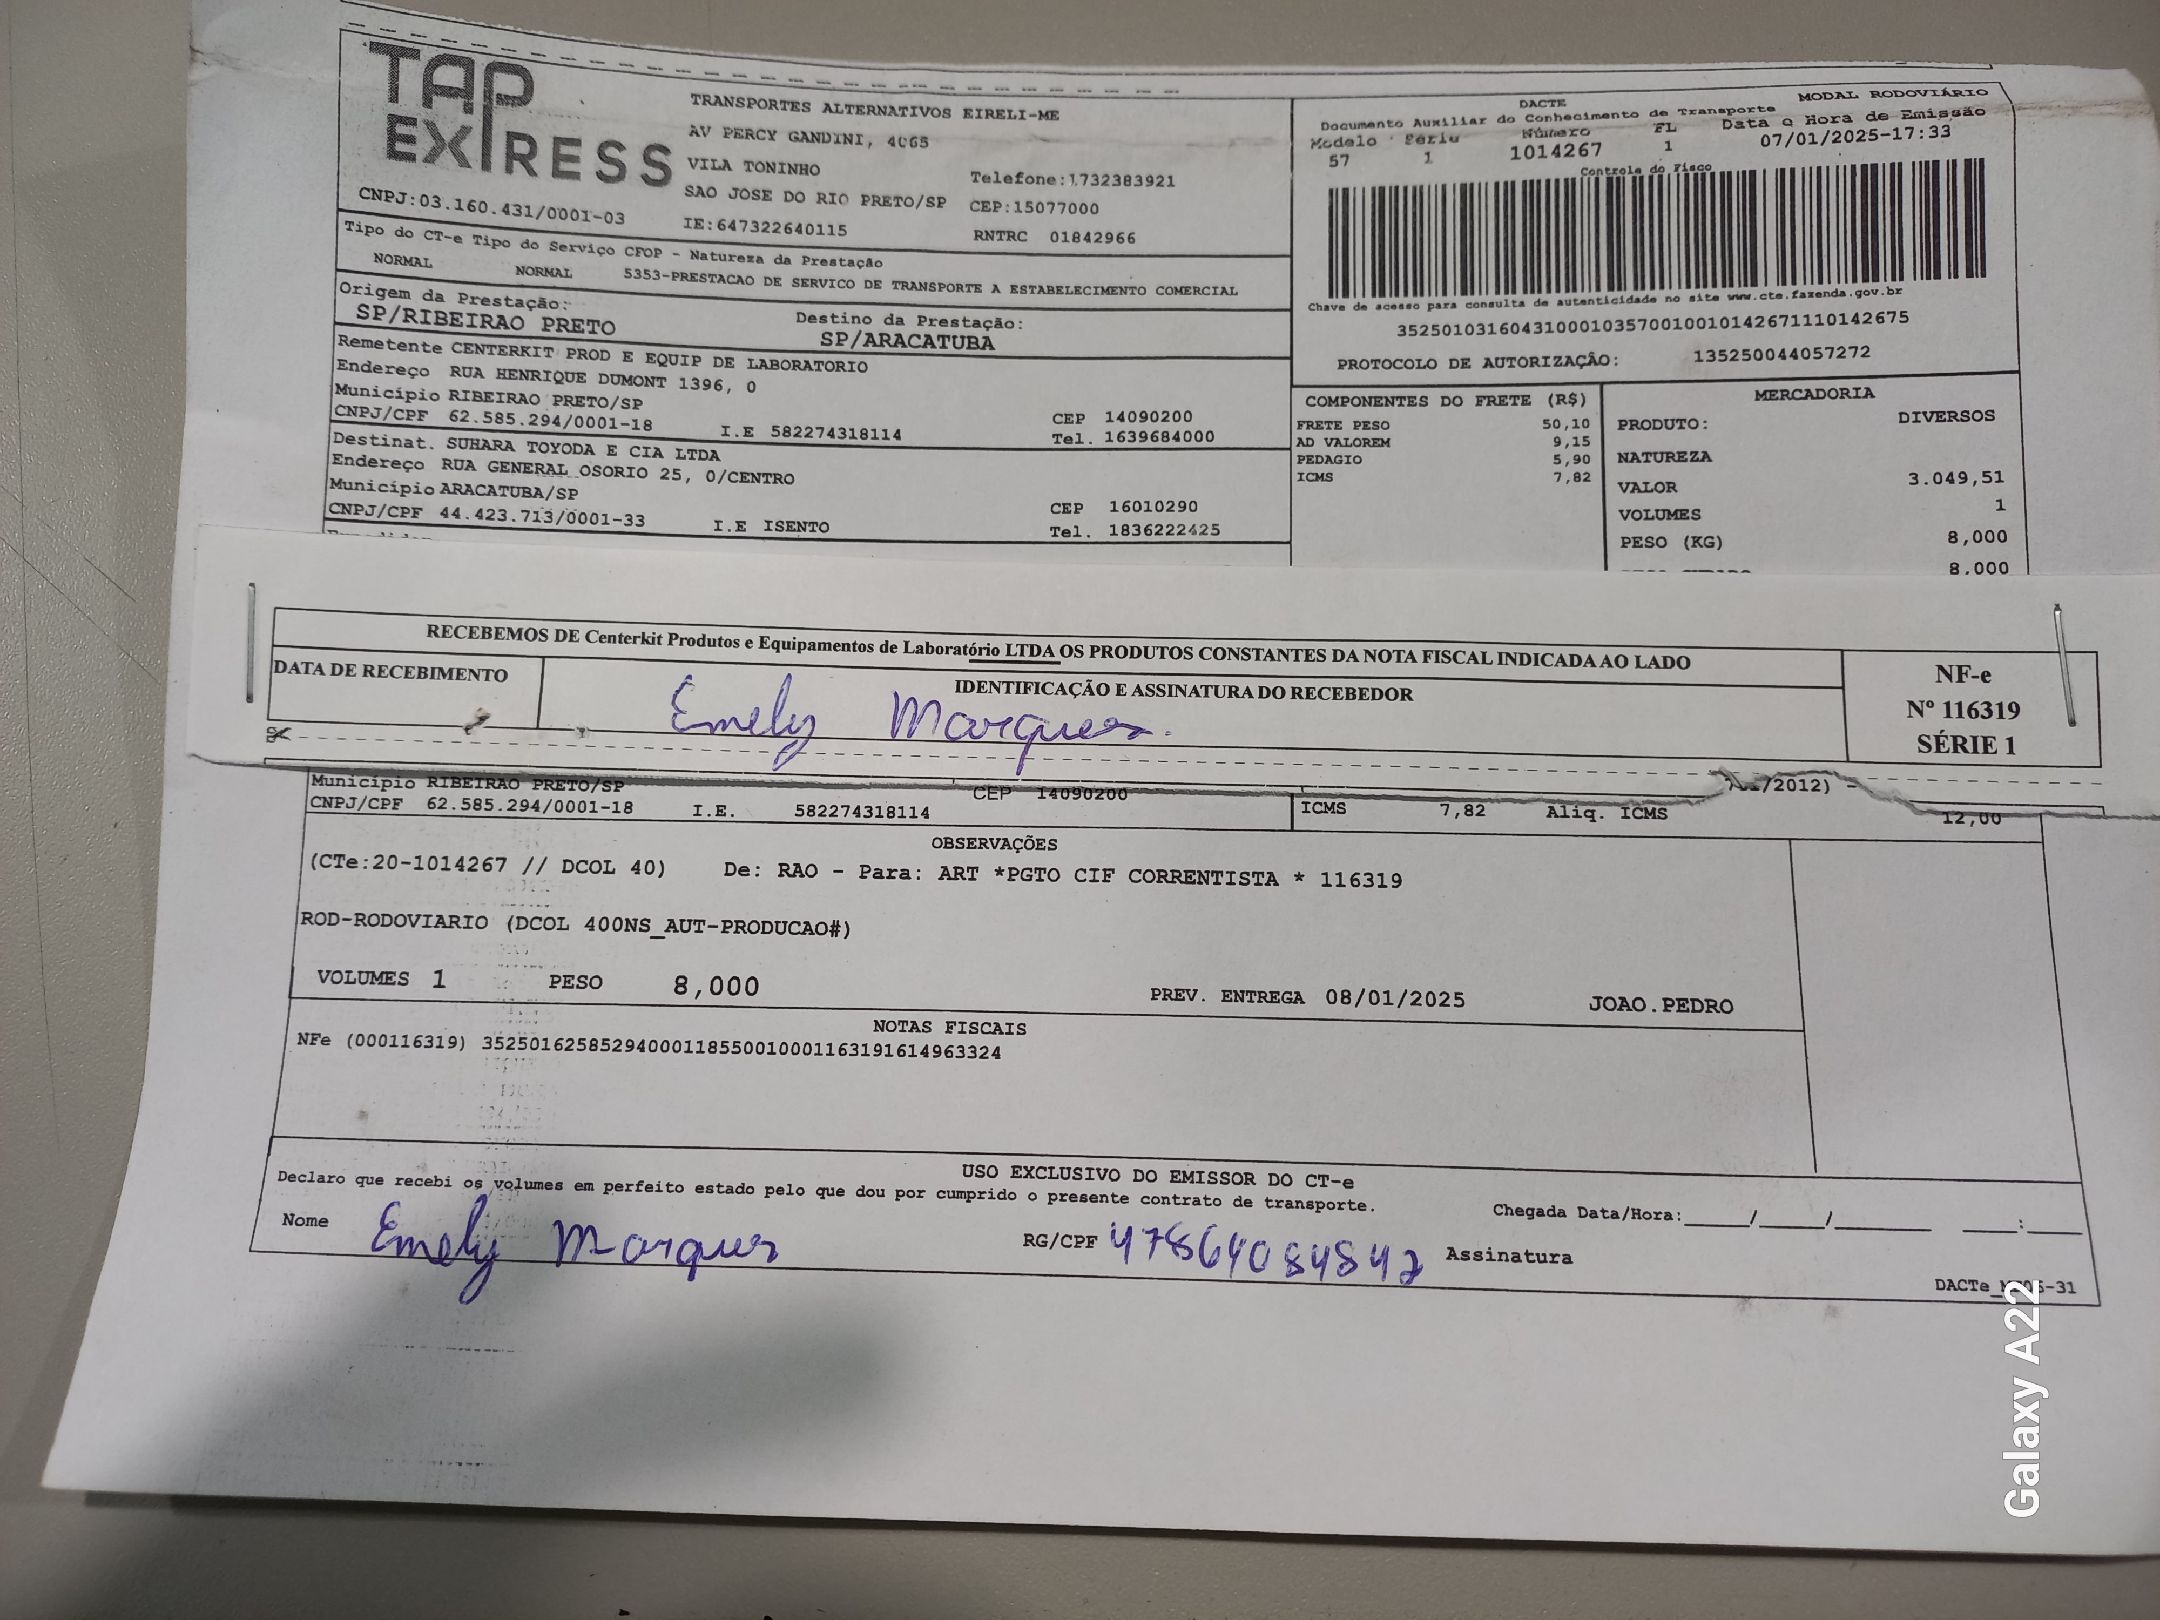 TAP
EXPRESS
CNPJ:03.160.431/0001-03
TRANSPORTES ALTERNATIVOS EIRELI-ME
AV PERCY GANDINI, 4065
VILA TONINHO
Telefone:1732383921
SAO JOSE DO RIO PRETO/SP CEP:15077000
IE:647322640115
RNTRC 01842966
Tipo do CT-e Tipo do Serviço CFOP - Natureza da Prestação
NORMAL NORMAL 5353-PRESTACAO DE SERVICO DE TRANSPORTE A ESTABELECIMENTO COMERCIAL
Origem da Prestação:
SP/RIBEIRAO PRETO
Destino da Prestação:
SP/ARACATUBA
Remetente CENTERKIT PROD E EQUIP DE LABORATORIO
Endereço RUA HENRIQUE DUMONT 1396, 0
Município RIBEIRAO PRETO/SP
CEP 14090200
CNPJ/CPF 62.585.294/0001-18 I.E 582274318114 Tel. 1639684000
Destinat. SUHARA TOYODA E CIA LTDA
Endereço RUA GENERAL OSORIO 25, 0/CENTRO
Município ARACATUBA/SP
CEP 16010290
CNPJ/CPF 44.423.713/0001-33 I.E ISENTO Tel. 1836222425
DACTE MODAL RODOVIÁRIO
Documento Auxiliar do Conhecimento de Transporte
Modelo Série Número FL Data e Hora de Emissão
57 1 1014267 1 07/01/2025-17:33
Controle do Fisco
Chave de acesso para consulta de autenticidade no site www.cte.fazenda.gov.br
35250103160431000103570010010142671110142675
PROTOCOLO DE AUTORIZAÇÃO: 135250044057272
COMPONENTES DO FRETE (R$)
FRETE PESO 50,10
AD VALOREM 9,15
PEDAGIO 5,90
ICMS 7,82
MERCADORIA
PRODUTO: DIVERSOS
NATUREZA
VALOR 3.049,51
VOLUMES 1
PESO (KG) 8,000
8,000
RECEBEMOS DE Centerkit Produtos e Equipamentos de Laboratório LTDA OS PRODUTOS CONSTANTES DA NOTA FISCAL INDICADA AO LADO
DATA DE RECEBIMENTO
IDENTIFICAÇÃO E ASSINATURA DO RECEBEDOR
Emely Marques.
NF-e
Nº 116319
SÉRIE 1
/2012)
Município RIBEIRAO PRETO/SP CEP 14090200
CNPJ/CPF 62.585.294/0001-18 I.E. 582274318114
ICMS 7,82 Aliq. ICMS 12,00
OBSERVAÇÕES
(CTe:20-1014267 // DCOL 40) De: RAO - Para: ART *PGTO CIF CORRENTISTA * 116319
ROD-RODOVIARIO (DCOL 400NS_AUT-PRODUCAO#)
VOLUMES 1 PESO 8,000 PREV. ENTREGA 08/01/2025 JOAO.PEDRO
NOTAS FISCAIS
NFe (000116319) 35250162585294000118550010001163191614963324
USO EXCLUSIVO DO EMISSOR DO CT-e
Declaro que recebi os volumes em perfeito estado pelo que dou por cumprido o presente contrato de transporte.
Chegada Data/Hora:____/____/______ ____:____
Nome Emely Marques RG/CPF 47864084842 Assinatura
Galaxy A22